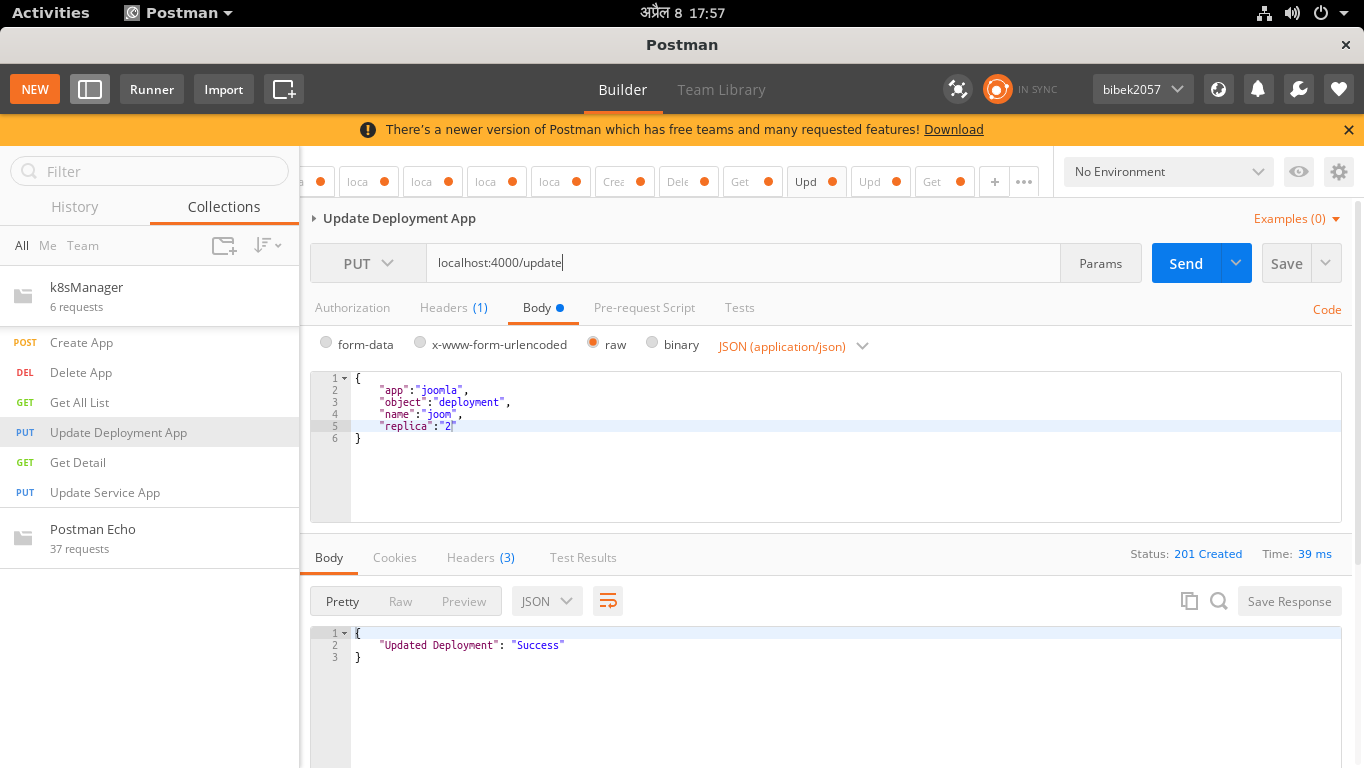 Activities Postman अप्रैल 8 17:57
Postman
NEW Runner Import Builder Team Library IN SYNC bibek2057
There’s a newer version of Postman which has free teams and many requested features! Download
Filter
History Collections
All Me Team
k8sManager
6 requests
POST Create App
DEL Delete App
GET Get All List
PUT Update Deployment App
GET Get Detail
PUT Update Service App
Postman Echo
37 requests
loca loca loca loca Crea Dele Get Upd Upd Get
No Environment
Update Deployment App Examples (0)
PUT localhost:4000/update Params Send Save
Authorization Headers (1) Body Pre-request Script Tests Code
form-data x-www-form-urlencoded raw binary JSON (application/json)
1 {
2 "app":"joomla",
3 "object":"deployment",
4 "name":"joom",
5 "replica":"2"
6 }
Body Cookies Headers (3) Test Results Status: 201 Created Time: 39 ms
Pretty Raw Preview JSON Save Response
1 {
2 "Updated Deployment": "Success"
3 }